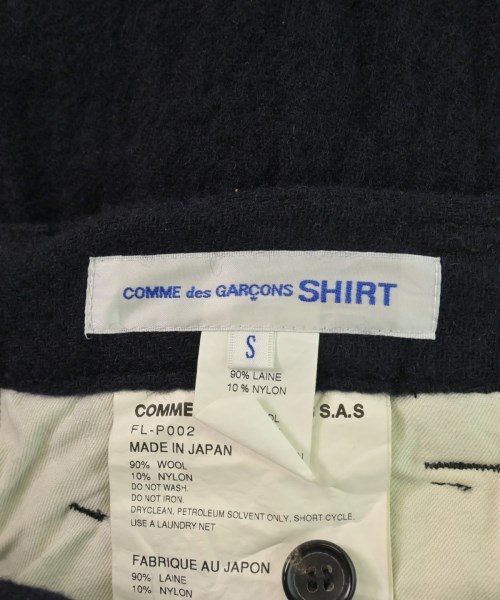 COMME des GARÇONS SHIRT
S
90% LAINE
10% NYLON
COMME S.A.S
FL-P002
MADE IN JAPAN
90% WOOL
10% NYLON
DO NOT WASH.
DO NOT IRON.
DRYCLEAN, PETROLEUM SOLVENT ONLY, SHORT CYCLE.
USE A LAUNDRY NET
FABRIQUE AU JAPON
90% LAINE
10% NYLON